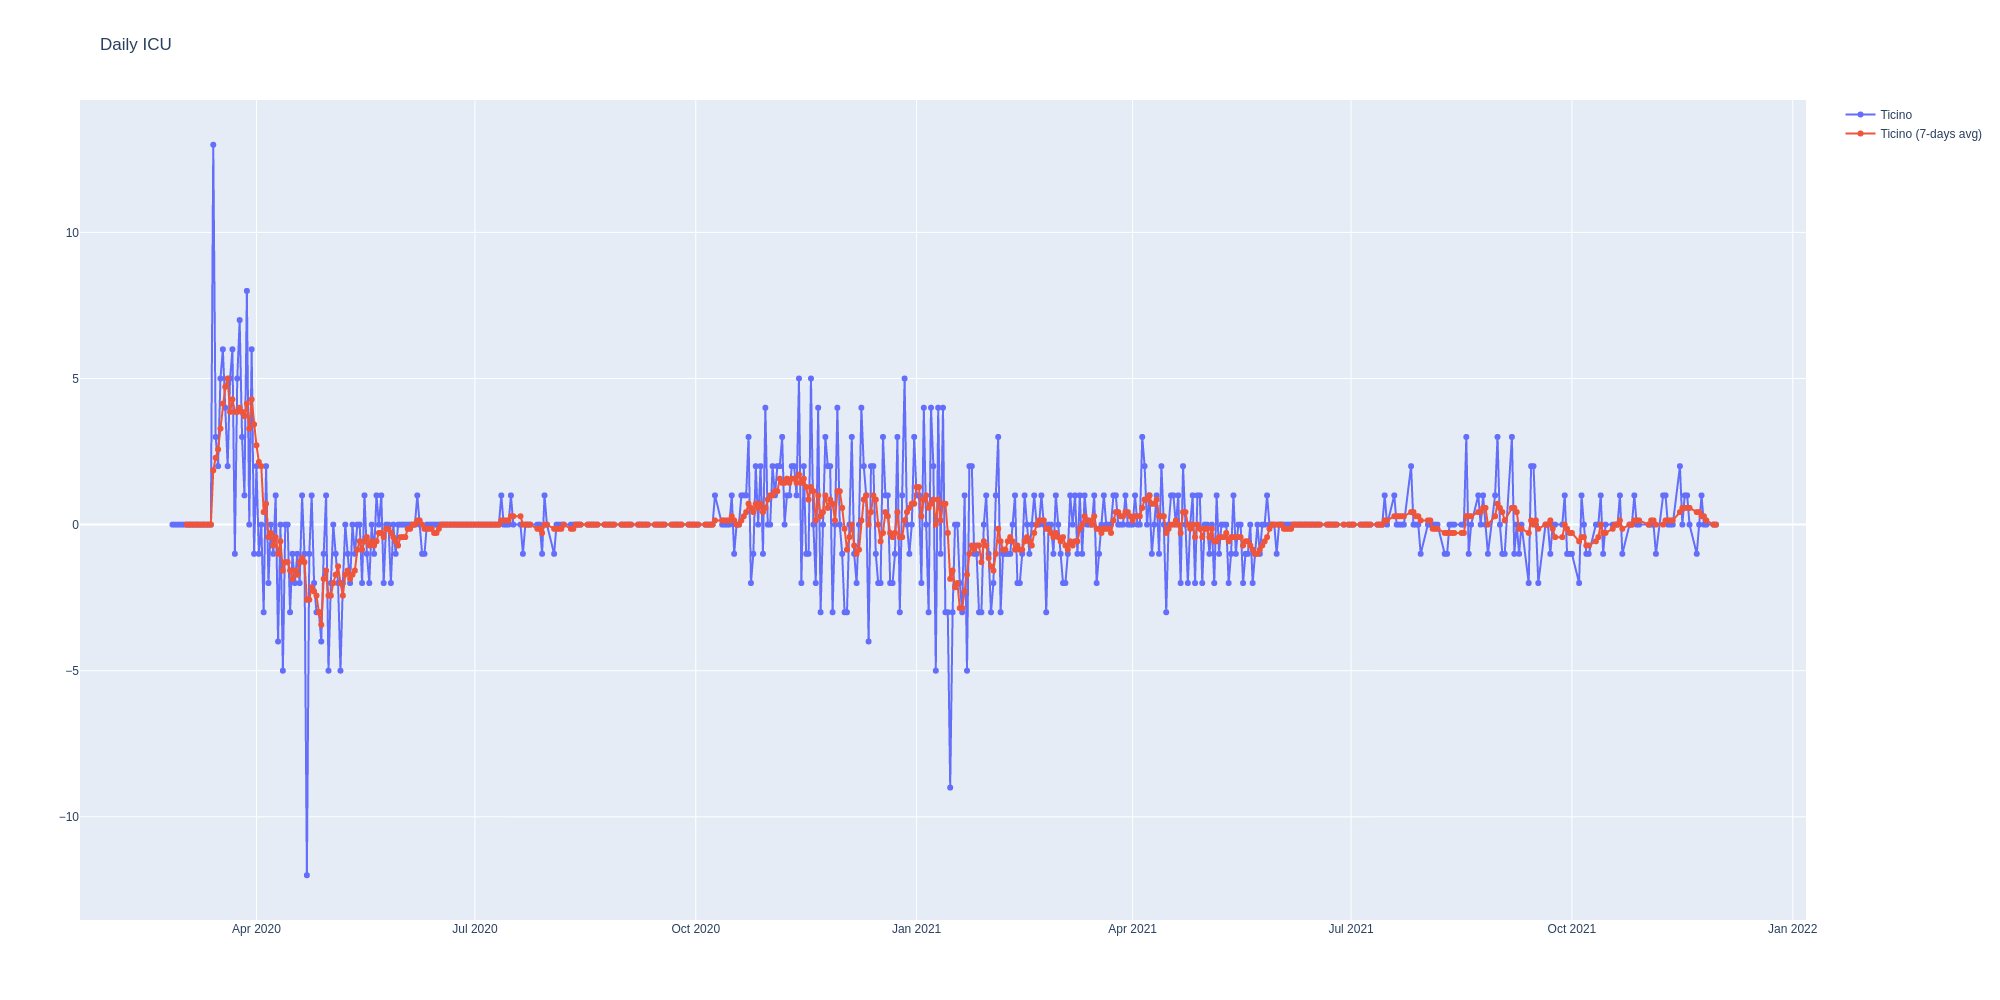 Daily ICU
Ticino
Ticino (7-days avg)
10
5
0
−5
−10
Apr 2020
Jul 2020
Oct 2020
Jan 2021
Apr 2021
Jul 2021
Oct 2021
Jan 2022